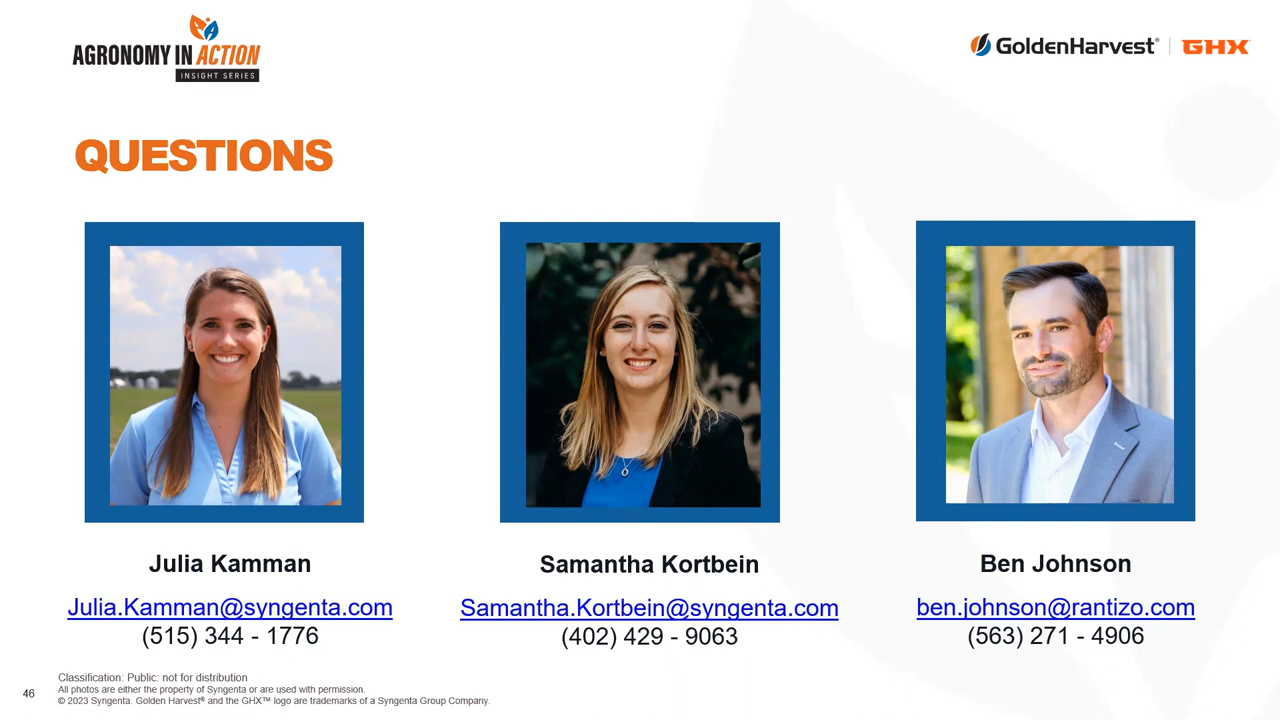 AGRONOMY IN ACTION
INSIGHT SERIES
GoldenHarvest® | GHX™
QUESTIONS
Julia Kamman
Julia.Kamman@syngenta.com
(515) 344 - 1776
Samantha Kortbein
Samantha.Kortbein@syngenta.com
(402) 429 - 9063
Ben Johnson
ben.johnson@rantizo.com
(563) 271 - 4906
Classification: Public: not for distribution
All photos are either the property of Syngenta or are used with permission.
© 2023 Syngenta. Golden Harvest® and the GHX™ logo are trademarks of a Syngenta Group Company.
46